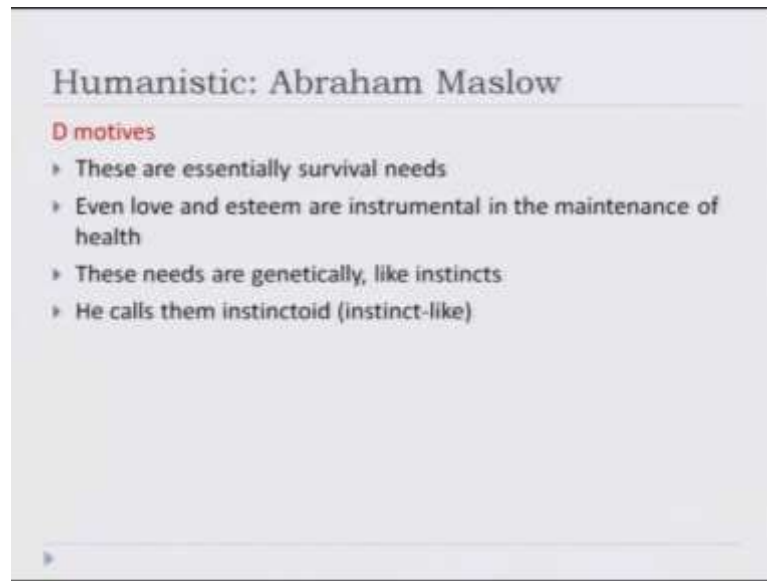 Humanistic: Abraham Maslow
D motives
These are essentially survival needs
Even love and esteem are instrumental in the maintenance of
health
These needs are genetically, like instincts
He calls them instinctoid (instinct-like)